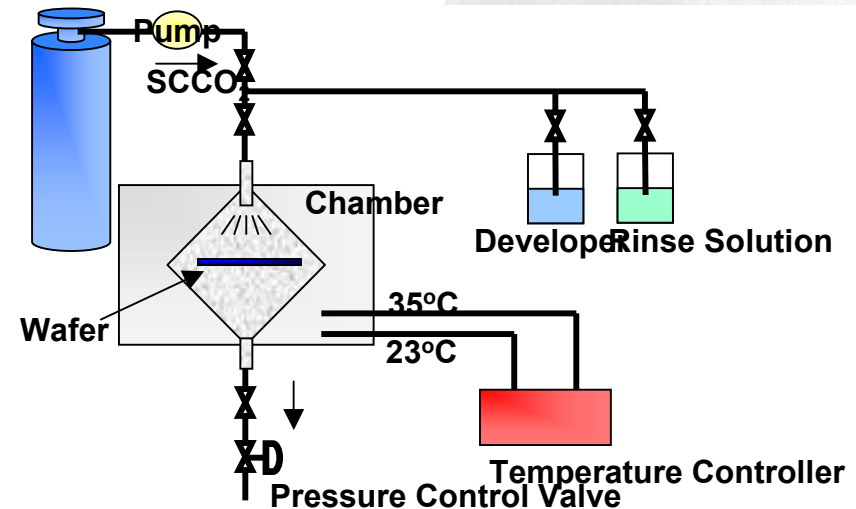 Pump
SCCO₂
Chamber
Developer
Rinse Solution
Wafer
35ºC
23ºC
Temperature Controller
Pressure Control Valve